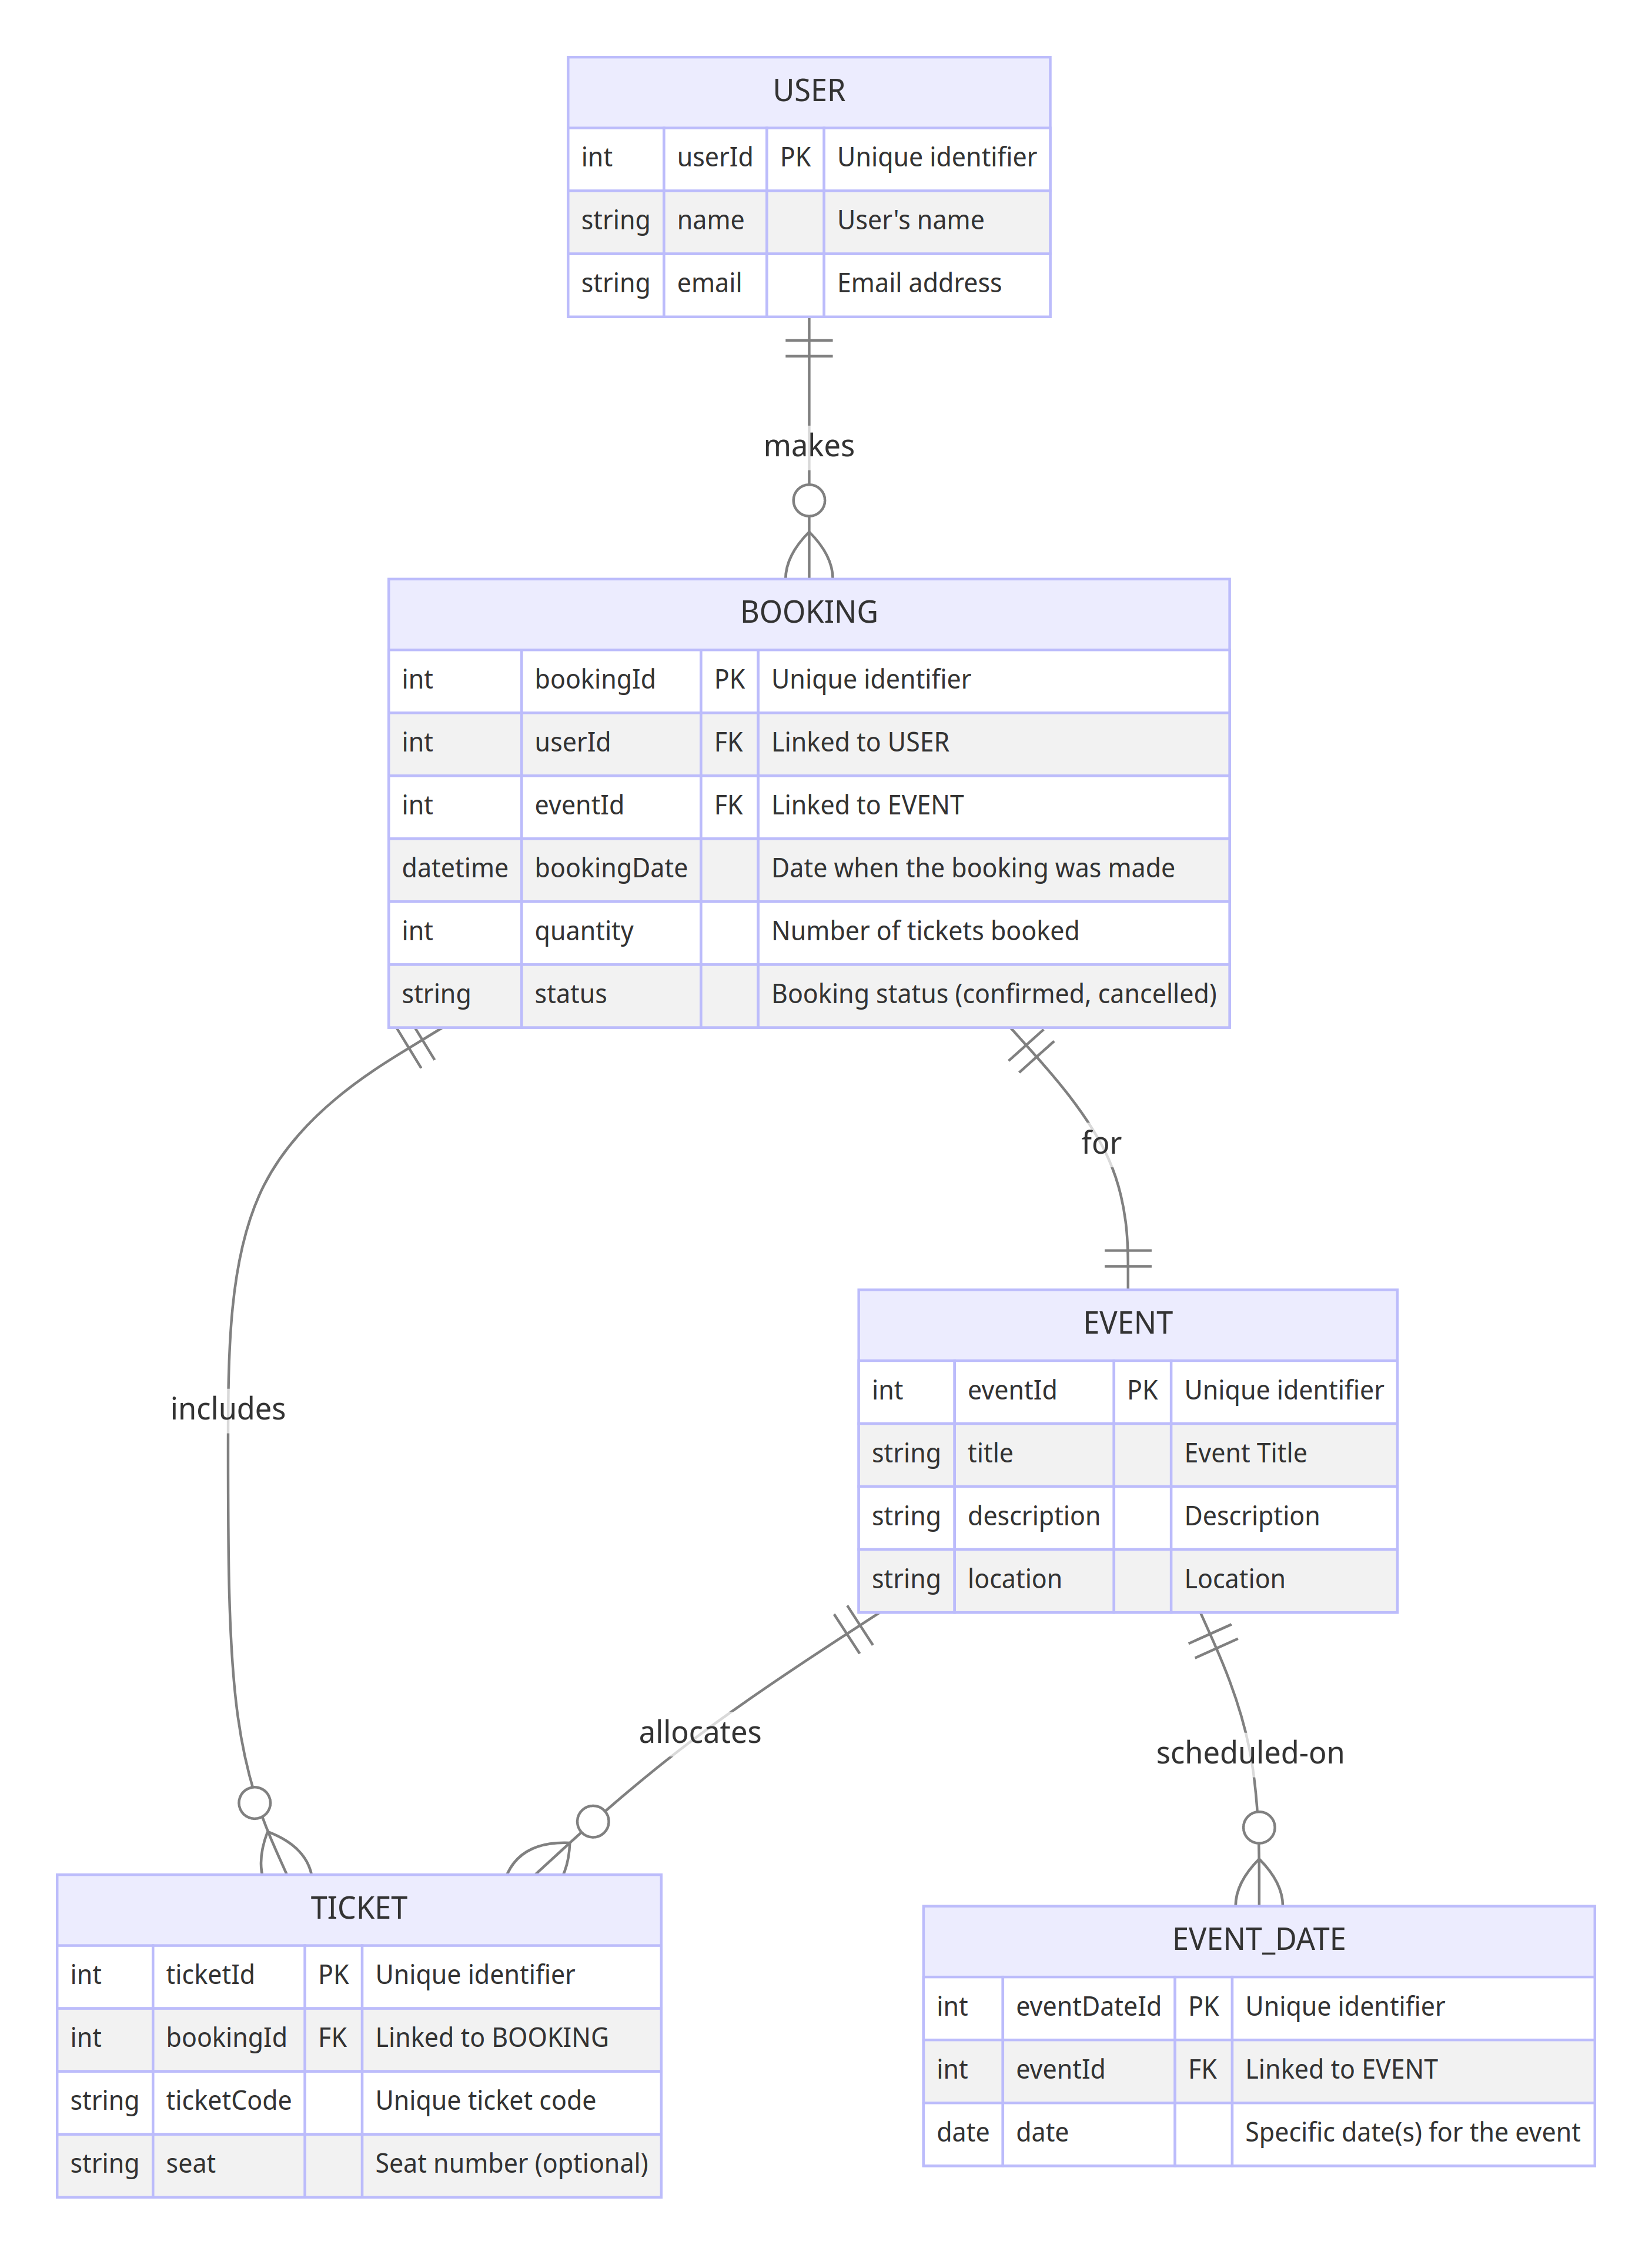 USER
int userId PK Unique identifier
string name User's name
string email Email address
makes
BOOKING
int bookingId PK Unique identifier
int userId FK Linked to USER
int eventId FK Linked to EVENT
datetime bookingDate Date when the booking was made
int quantity Number of tickets booked
string status Booking status (confirmed, cancelled)
for
includes
EVENT
int eventId PK Unique identifier
string title Event Title
string description Description
string location Location
allocates
scheduled-on
TICKET
int ticketId PK Unique identifier
int bookingId FK Linked to BOOKING
string ticketCode Unique ticket code
string seat Seat number (optional)
EVENT_DATE
int eventDateId PK Unique identifier
int eventId FK Linked to EVENT
date date Specific date(s) for the event